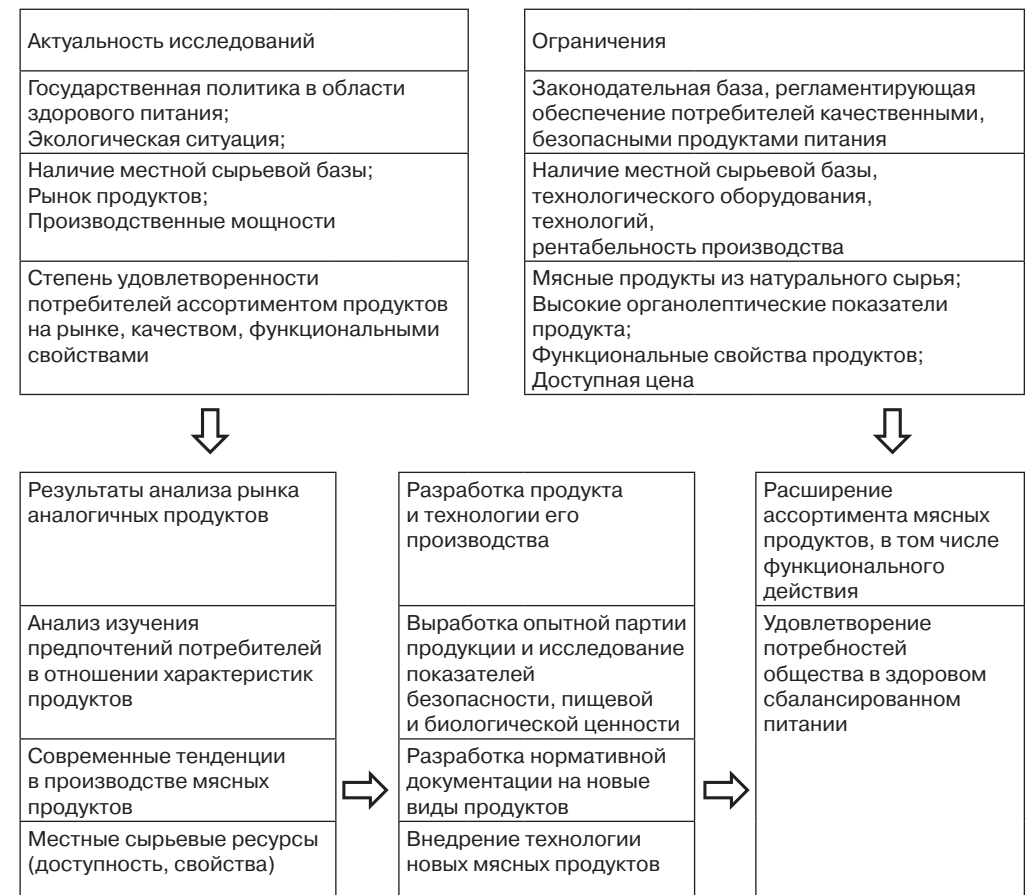 Актуальность исследований
Государственная политика в области
здорового питания;
Экологическая ситуация;
Наличие местной сырьевой базы;
Рынок продуктов;
Производственные мощности
Степень удовлетворенности
потребителей ассортиментом продуктов
на рынке, качеством, функциональными
свойствами
Ограничения
Законодательная база, регламентирующая
обеспечение потребителей качественными,
безопасными продуктами питания
Наличие местной сырьевой базы,
технологического оборудования,
технологий,
рентабельность производства
Мясные продукты из натурального сырья;
Высокие органолептические показатели
продукта;
Функциональные свойства продуктов;
Доступная цена
Результаты анализа рынка
аналогичных продуктов
Анализ изучения
предпочтений потребителей
в отношении характеристик
продуктов
Современные тенденции
в производстве мясных
продуктов
Местные сырьевые ресурсы
(доступность, свойства)
Разработка продукта
и технологии его
производства
Выработка опытной партии
продукции и исследование
показателей
безопасности, пищевой
и биологической ценности
Разработка нормативной
документации на новые
виды продуктов
Внедрение технологии
новых мясных продуктов
Расширение
ассортимента мясных
продуктов, в том числе
функционального
действия
Удовлетворение
потребностей
общества в здоровом
сбалансированном
питании